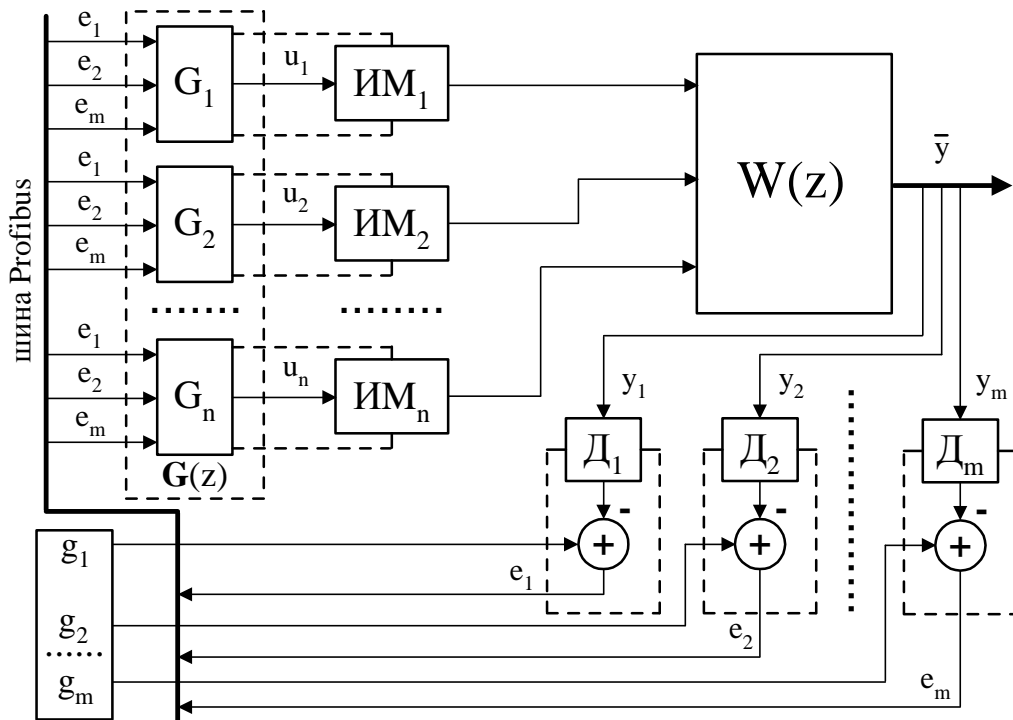 шина Profibus
e₁
e₂
eₘ
G₁
u₁
ИМ₁
e₁
e₂
eₘ
G₂
u₂
ИМ₂
e₁
e₂
eₘ
Gₙ
uₙ
ИМₙ
G(z)
W(z)
y̅
y₁
y₂
yₘ
Д₁
Д₂
Дₘ
-
-
-
+
+
+
g₁
g₂
......
gₘ
e₁
e₂
eₘ